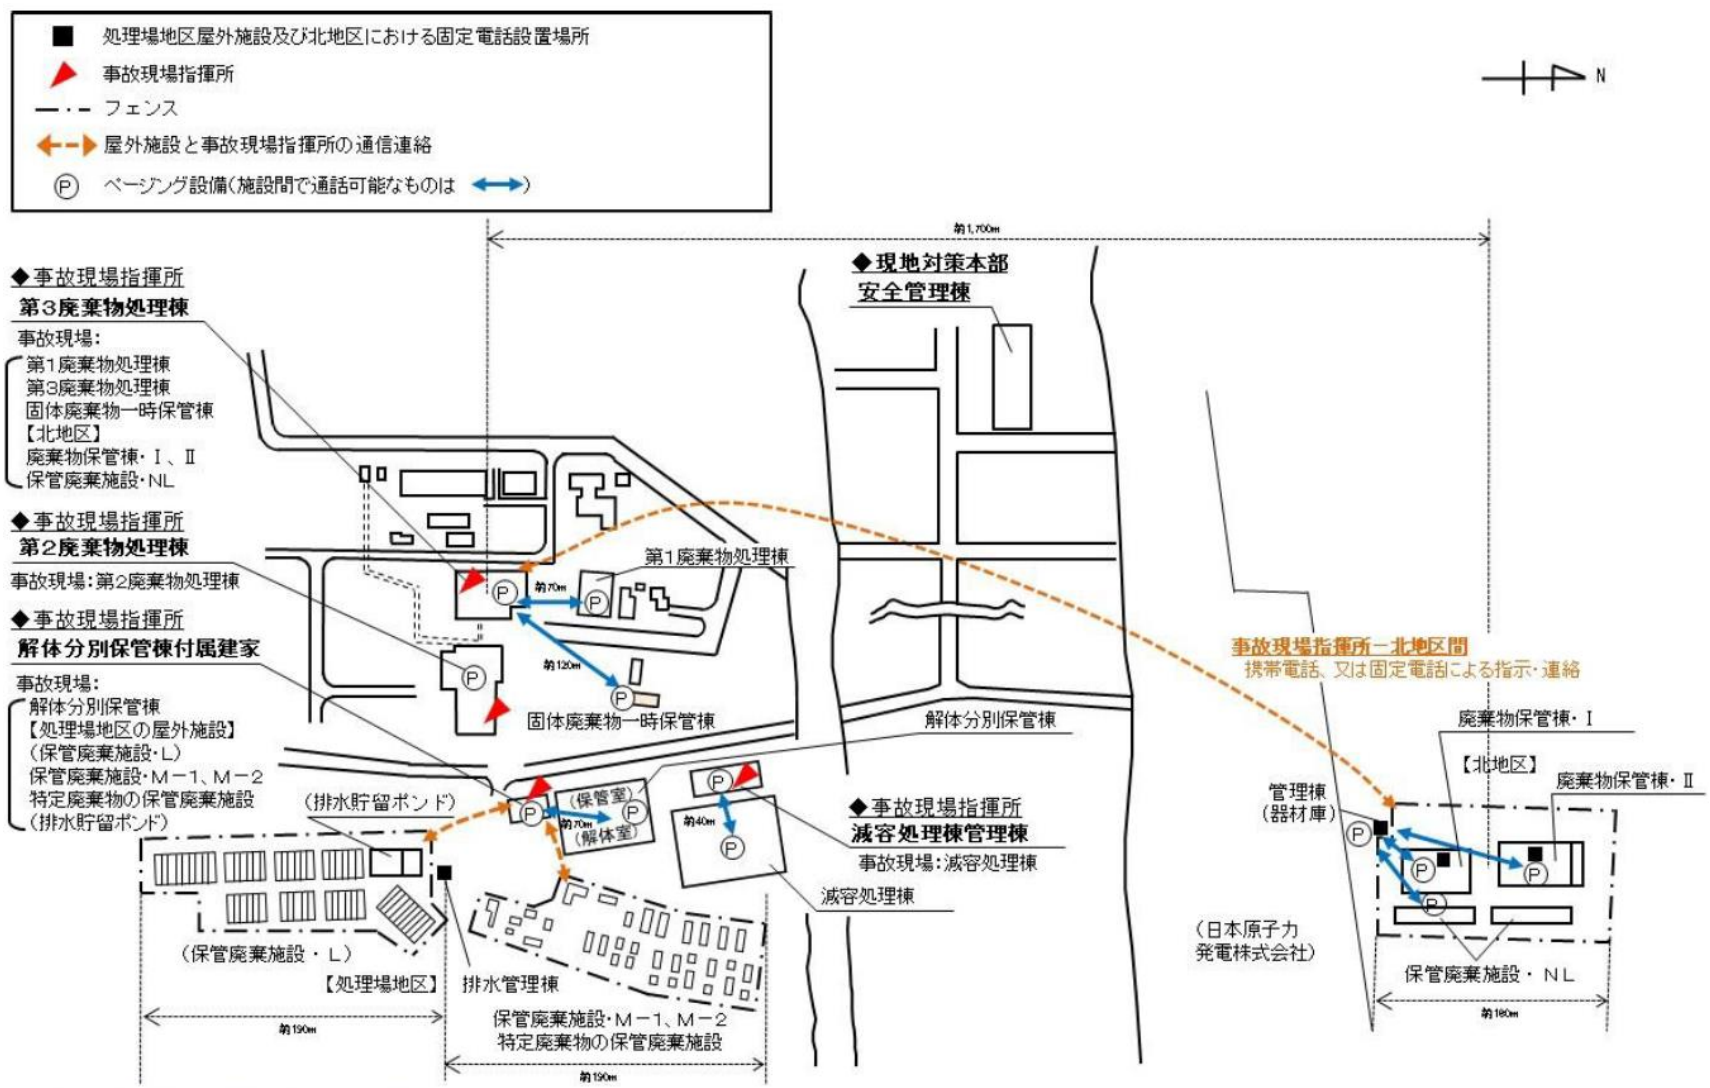 処理場地区屋外施設及び北地区における固定電話設置場所
事故現場指揮所
フェンス
屋外施設と事故現場指揮所の通信連絡
P ページング設備(施設間で通話可能なものは )
N
約1,700m
◆事故現場指揮所
第3廃棄物処理棟
事故現場:
第1廃棄物処理棟
第3廃棄物処理棟
固体廃棄物一時保管棟
【北地区】
廃棄物保管棟・Ⅰ、Ⅱ
保管廃棄施設・NL
◆事故現場指揮所
第2廃棄物処理棟
事故現場:第2廃棄物処理棟
◆事故現場指揮所
解体分別保管棟付属建家
事故現場:
解体分別保管棟
【処理場地区の屋外施設】
(保管廃棄施設・L)
保管廃棄施設・M-1、M-2
特定廃棄物の保管廃棄施設
(排水貯留ポンド)
◆現地対策本部
安全管理棟
第1廃棄物処理棟
P
約70m
P
約120m
P
P
固体廃棄物一時保管棟
解体分別保管棟
(排水貯留ポンド)
P
約70m
(保管室)
P
(解体室)
P
約40m
P
◆事故現場指揮所
減容処理棟管理棟
事故現場:減容処理棟
減容処理棟
事故現場指揮所-北地区間
携帯電話、又は固定電話による指示・連絡
廃棄物保管棟・Ⅰ
【北地区】
廃棄物保管棟・Ⅱ
管理棟
(器材庫)
P
P
P
P
(日本原子力
発電株式会社)
保管廃棄施設・NL
約180m
(保管廃棄施設・L)
【処理場地区】
排水管理棟
約190m
保管廃棄施設・M-1、M-2
特定廃棄物の保管廃棄施設
約190m